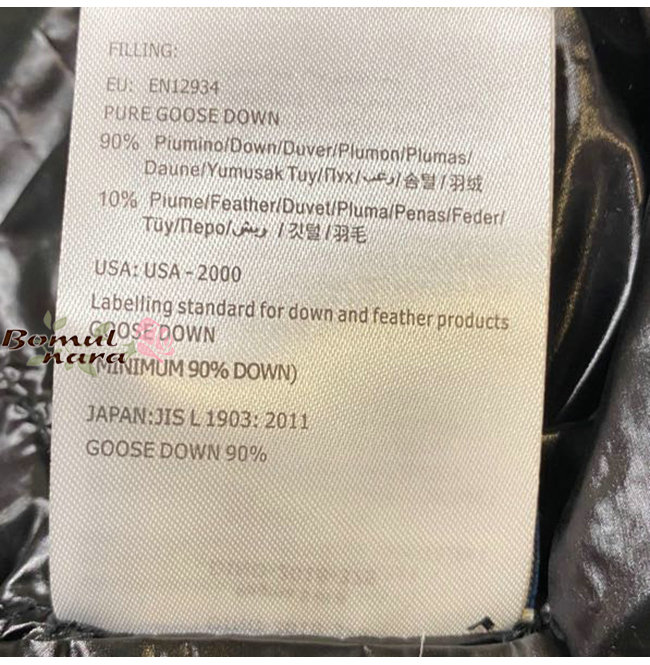 FILLING:
EU: EN12934
PURE GOOSE DOWN
90% Piumino/Down/Duver/Plumon/Plumas/
Daune/Yumusak Tuy/Пух/زغب/솜털/羽绒
10% Piume/Feather/Duvet/Pluma/Penas/Feder/
Tüy/Перо/ريش/깃털/羽毛
USA: USA - 2000
Labelling standard for down and feather products
GOOSE DOWN
(MINIMUM 90% DOWN)
JAPAN:JIS L 1903: 2011
GOOSE DOWN 90%
Bomul
nara